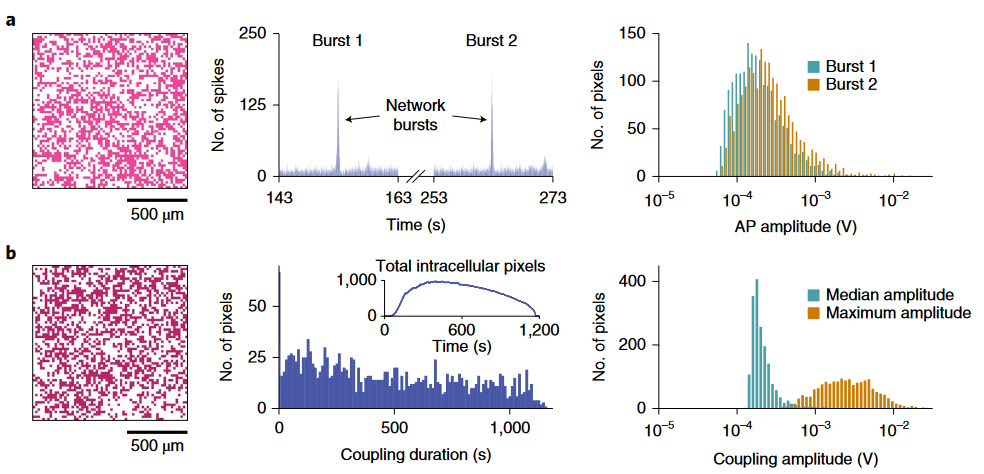 a
500 µm
250
125
0
No. of spikes
Burst 1
Burst 2
Network
bursts
143
163
253
273
Time (s)
150
100
50
0
No. of pixels
Burst 1
Burst 2
10⁻⁵
10⁻⁴
10⁻³
10⁻²
AP amplitude (V)
b
500 µm
50
25
0
No. of pixels
Total intracellular pixels
1,000
0
0
600
1,200
Time (s)
0
500
1,000
Coupling duration (s)
400
200
0
No. of pixels
Median amplitude
Maximum amplitude
10⁻⁵
10⁻⁴
10⁻³
10⁻²
Coupling amplitude (V)